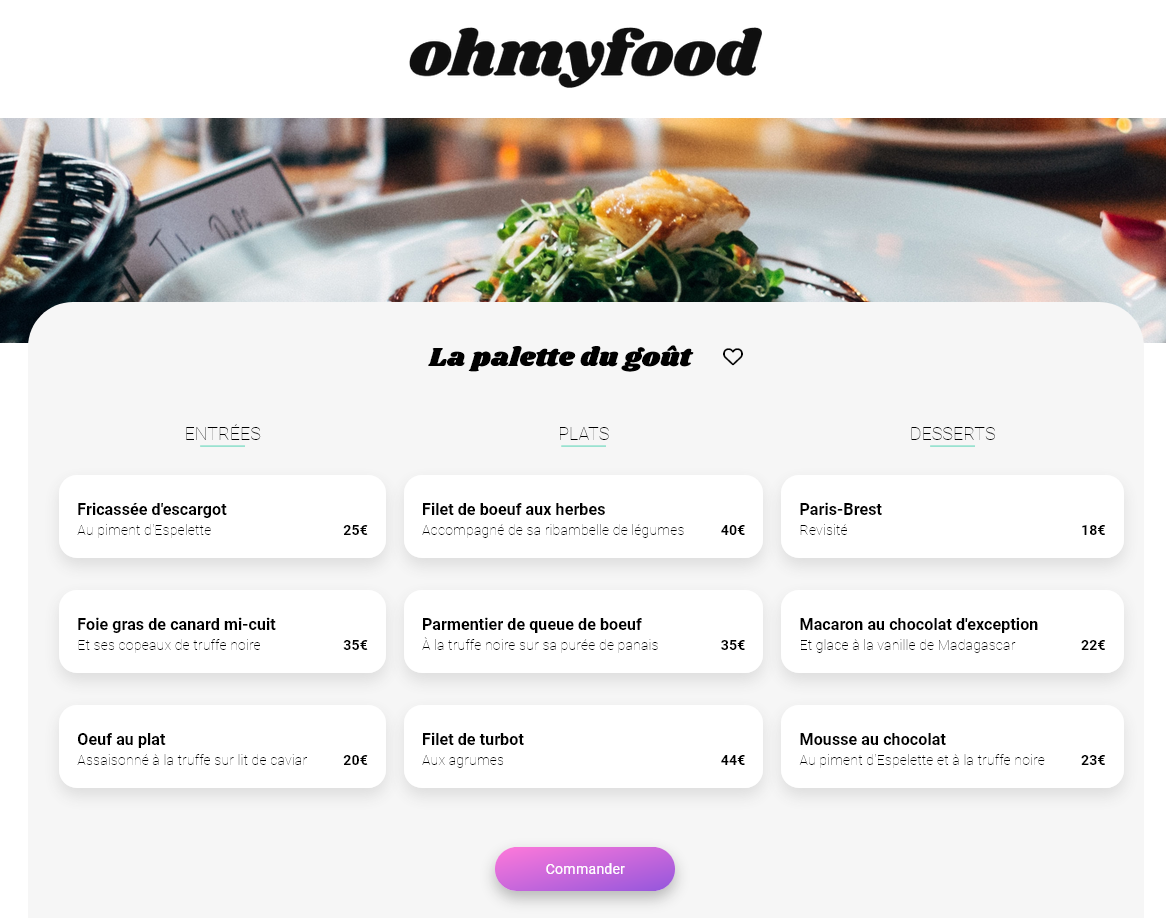 ohmyfood
La palette du goût
ENTRÉES
Fricassée d'escargot
Au piment d'Espelette 25€
Foie gras de canard mi-cuit
Et ses copeaux de truffe noire 35€
Oeuf au plat
Assaisonné à la truffe sur lit de caviar 20€
PLATS
Filet de boeuf aux herbes
Accompagné de sa ribambelle de légumes 40€
Parmentier de queue de boeuf
À la truffe noire sur sa purée de panais 35€
Filet de turbot
Aux agrumes 44€
DESSERTS
Paris-Brest
Revisité 18€
Macaron au chocolat d'exception
Et glace à la vanille de Madagascar 22€
Mousse au chocolat
Au piment d'Espelette et à la truffe noire 23€
Commander